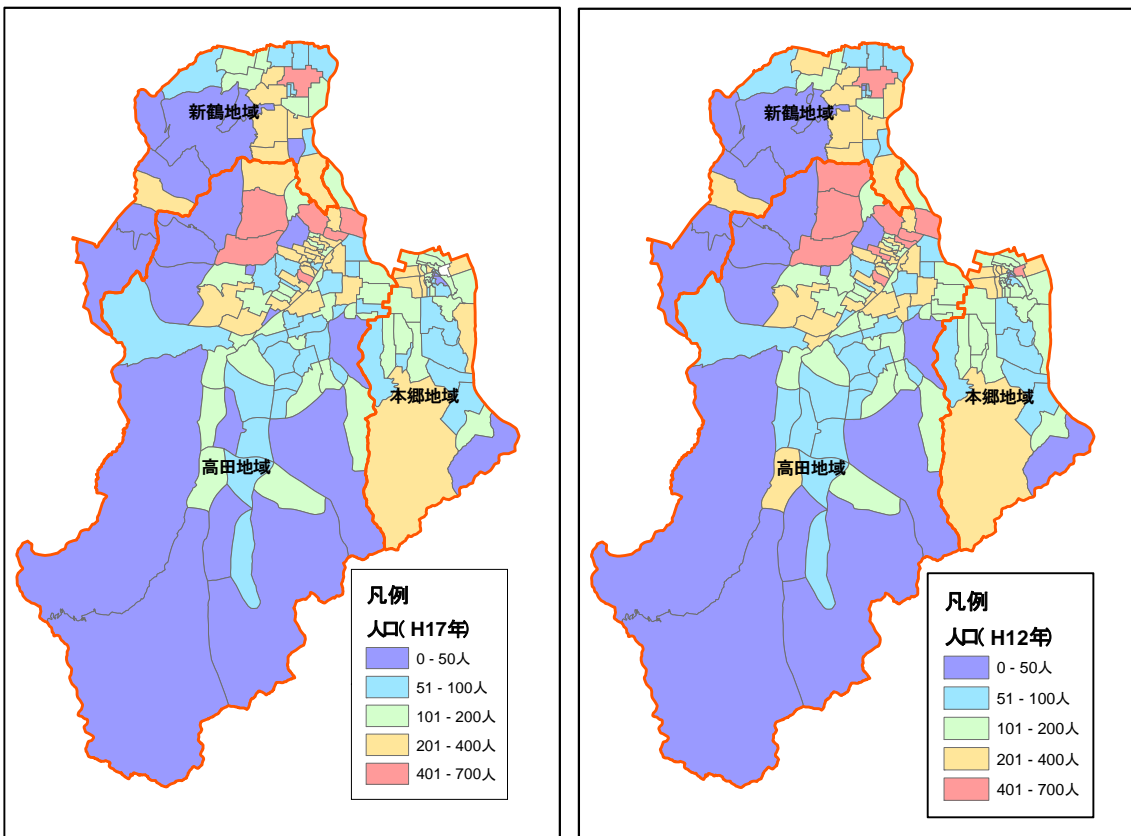 新鶴地域
高田地域
本郷地域
凡例
人口( H17年)
0 - 50人
51 - 100人
101 - 200人
201 - 400人
401 - 700人
新鶴地域
高田地域
本郷地域
凡例
人口( H12年)
0 - 50人
51 - 100人
101 - 200人
201 - 400人
401 - 700人